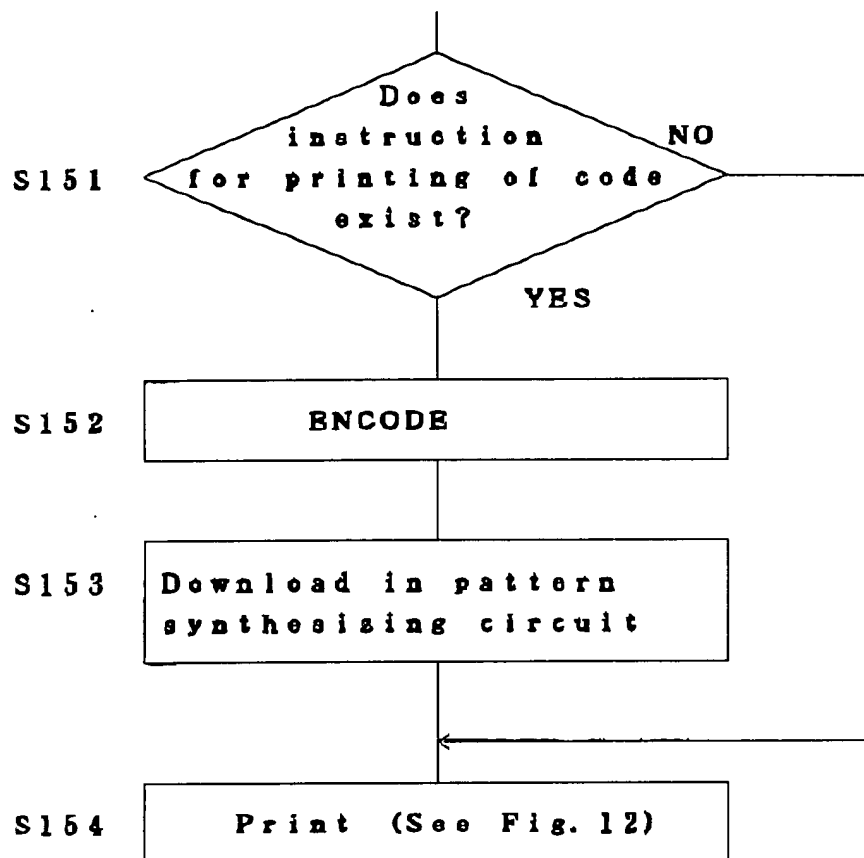 Does
instruction
NO
S151
for printing of code
exist?
YES
S152
ENCODE
S153
Download in pattern
synthesizing circuit
S154
Print (See Fig. 12)